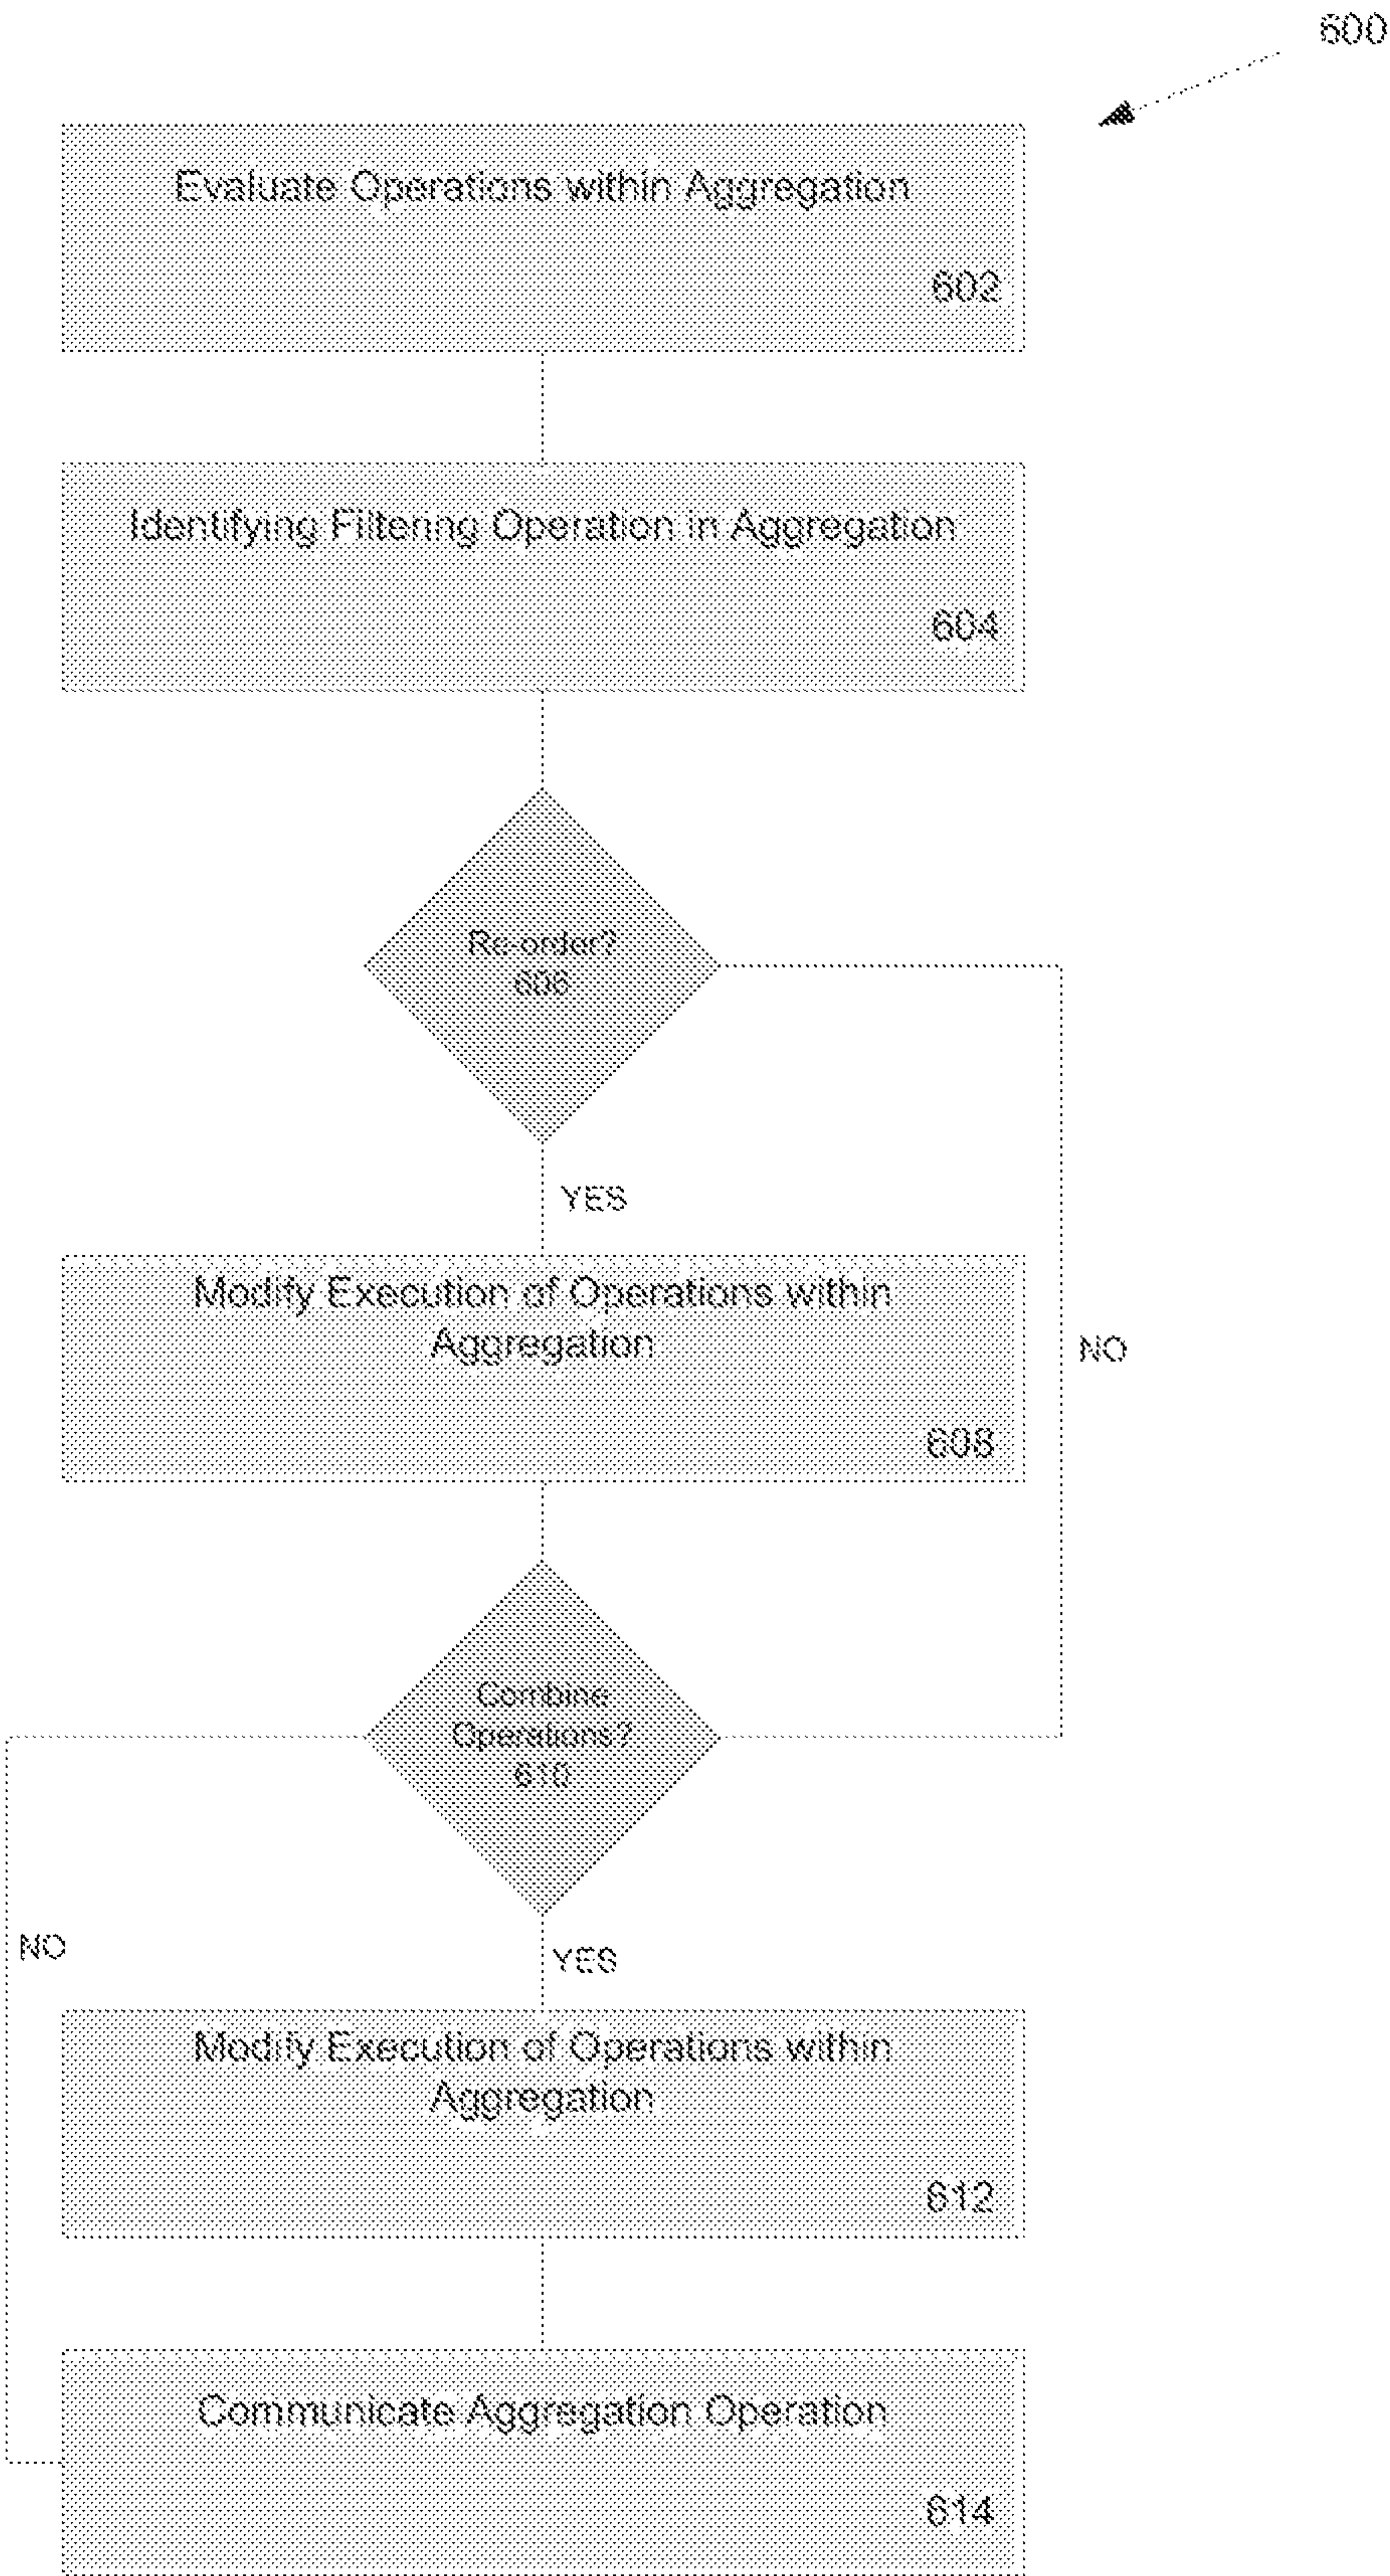 600
Evaluate Operations within Aggregation
602
Identifying Filtering Operation in Aggregation
604
Re-order?
606
YES
Modify Execution of Operations within
Aggregation
NO
608
Combine
Operations?
610
NO
YES
Modify Execution of Operations within
Aggregation
612
Communicate Aggregation Operation
614